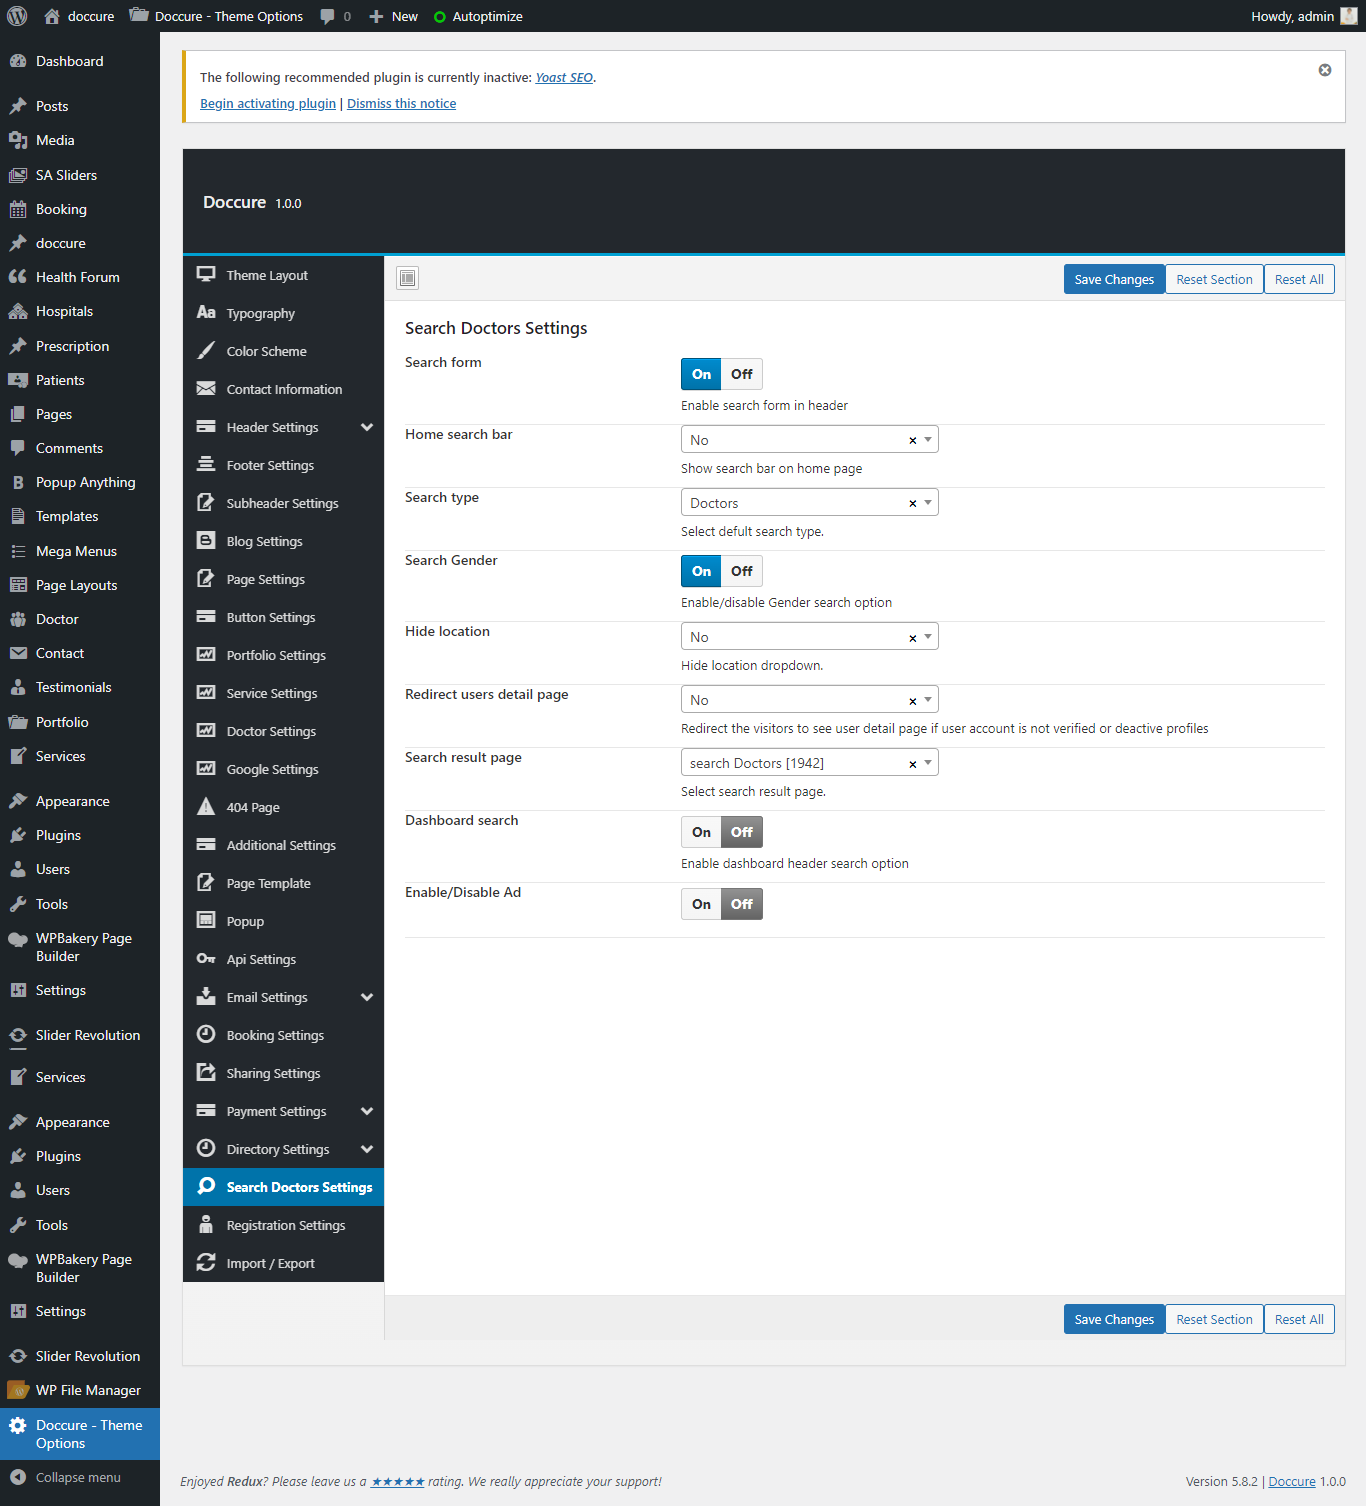 doccure
Doccure - Theme Options
0
New
Autoptimize
Howdy, admin
Dashboard
Posts
Media
SA Sliders
Booking
doccure
Health Forum
Hospitals
Prescription
Patients
Pages
Comments
Popup Anything
Templates
Mega Menus
Page Layouts
Doctor
Contact
Testimonials
Portfolio
Services
Appearance
Plugins
Users
Tools
WPBakery Page
Builder
Settings
Slider Revolution
Services
Appearance
Plugins
Users
Tools
WPBakery Page
Builder
Settings
Slider Revolution
WP File Manager
Doccure - Theme
Options
Collapse menu
The following recommended plugin is currently inactive: Yoast SEO.
Begin activating plugin | Dismiss this notice
Doccure 1.0.0
Theme Layout
Typography
Color Scheme
Contact Information
Header Settings
Footer Settings
Subheader Settings
Blog Settings
Page Settings
Button Settings
Portfolio Settings
Service Settings
Doctor Settings
Google Settings
404 Page
Additional Settings
Page Template
Popup
Api Settings
Email Settings
Booking Settings
Sharing Settings
Payment Settings
Directory Settings
Search Doctors Settings
Registration Settings
Import / Export
Save Changes Reset Section Reset All
Search Doctors Settings
Search form
On Off
Enable search form in header
Home search bar
No
Show search bar on home page
Search type
Doctors
Select defult search type.
Search Gender
On Off
Enable/disable Gender search option
Hide location
No
Hide location dropdown.
Redirect users detail page
No
Redirect the visitors to see user detail page if user account is not verified or deactive profiles
Search result page
search Doctors [1942]
Select search result page.
Dashboard search
On Off
Enable dashboard header search option
Enable/Disable Ad
On Off
Save Changes Reset Section Reset All
Enjoyed Redux? Please leave us a ★★★★★ rating. We really appreciate your support!
Version 5.8.2 | Doccure 1.0.0